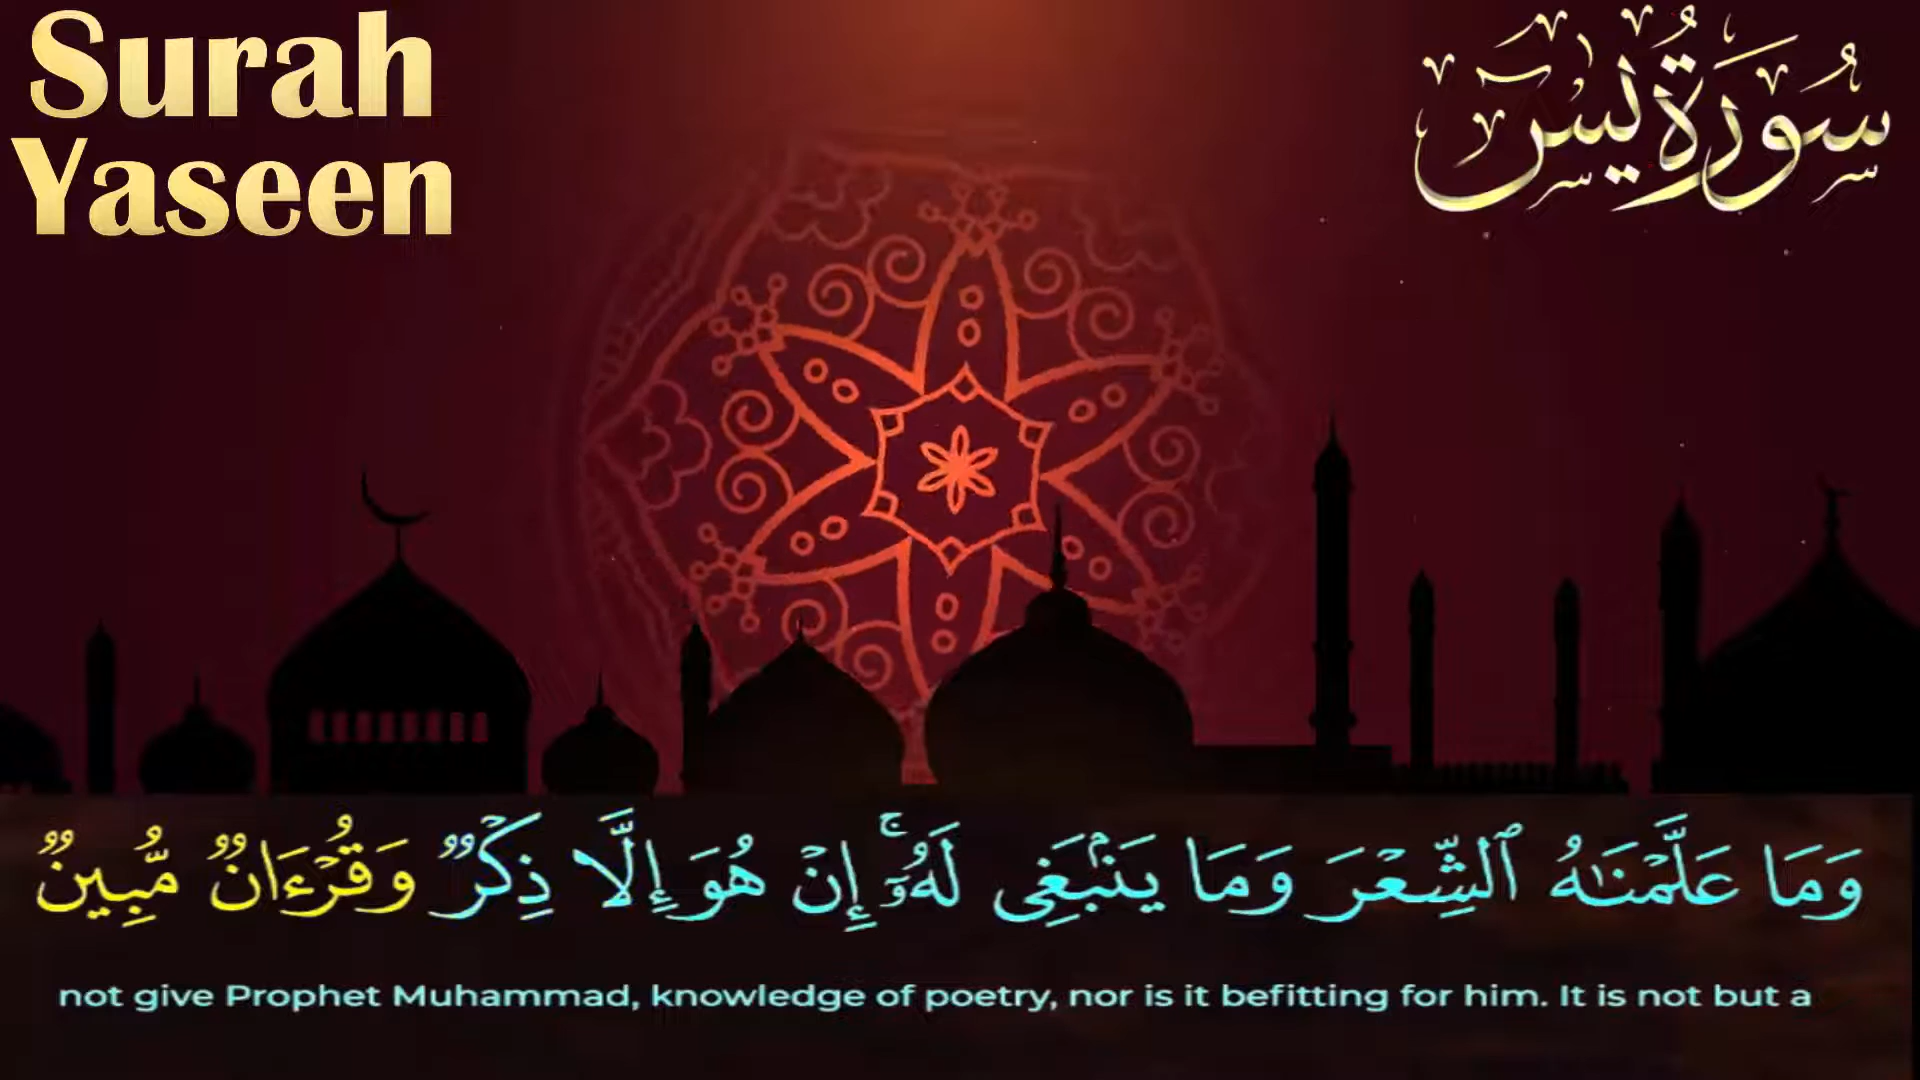 Surah
Yaseen
سُورَةُ يسٓ
وَمَا عَلَّمْنَـٰهُ ٱلشِّعْرَ وَمَا يَنۢبَغِى لَهُۥٓ ۚ إِنْ هُوَ إِلَّا ذِكْرٌ وَقُرْءَانٌ مُّبِينٌ
not give Prophet Muhammad, knowledge of poetry, nor is it befitting for him. It is not but a